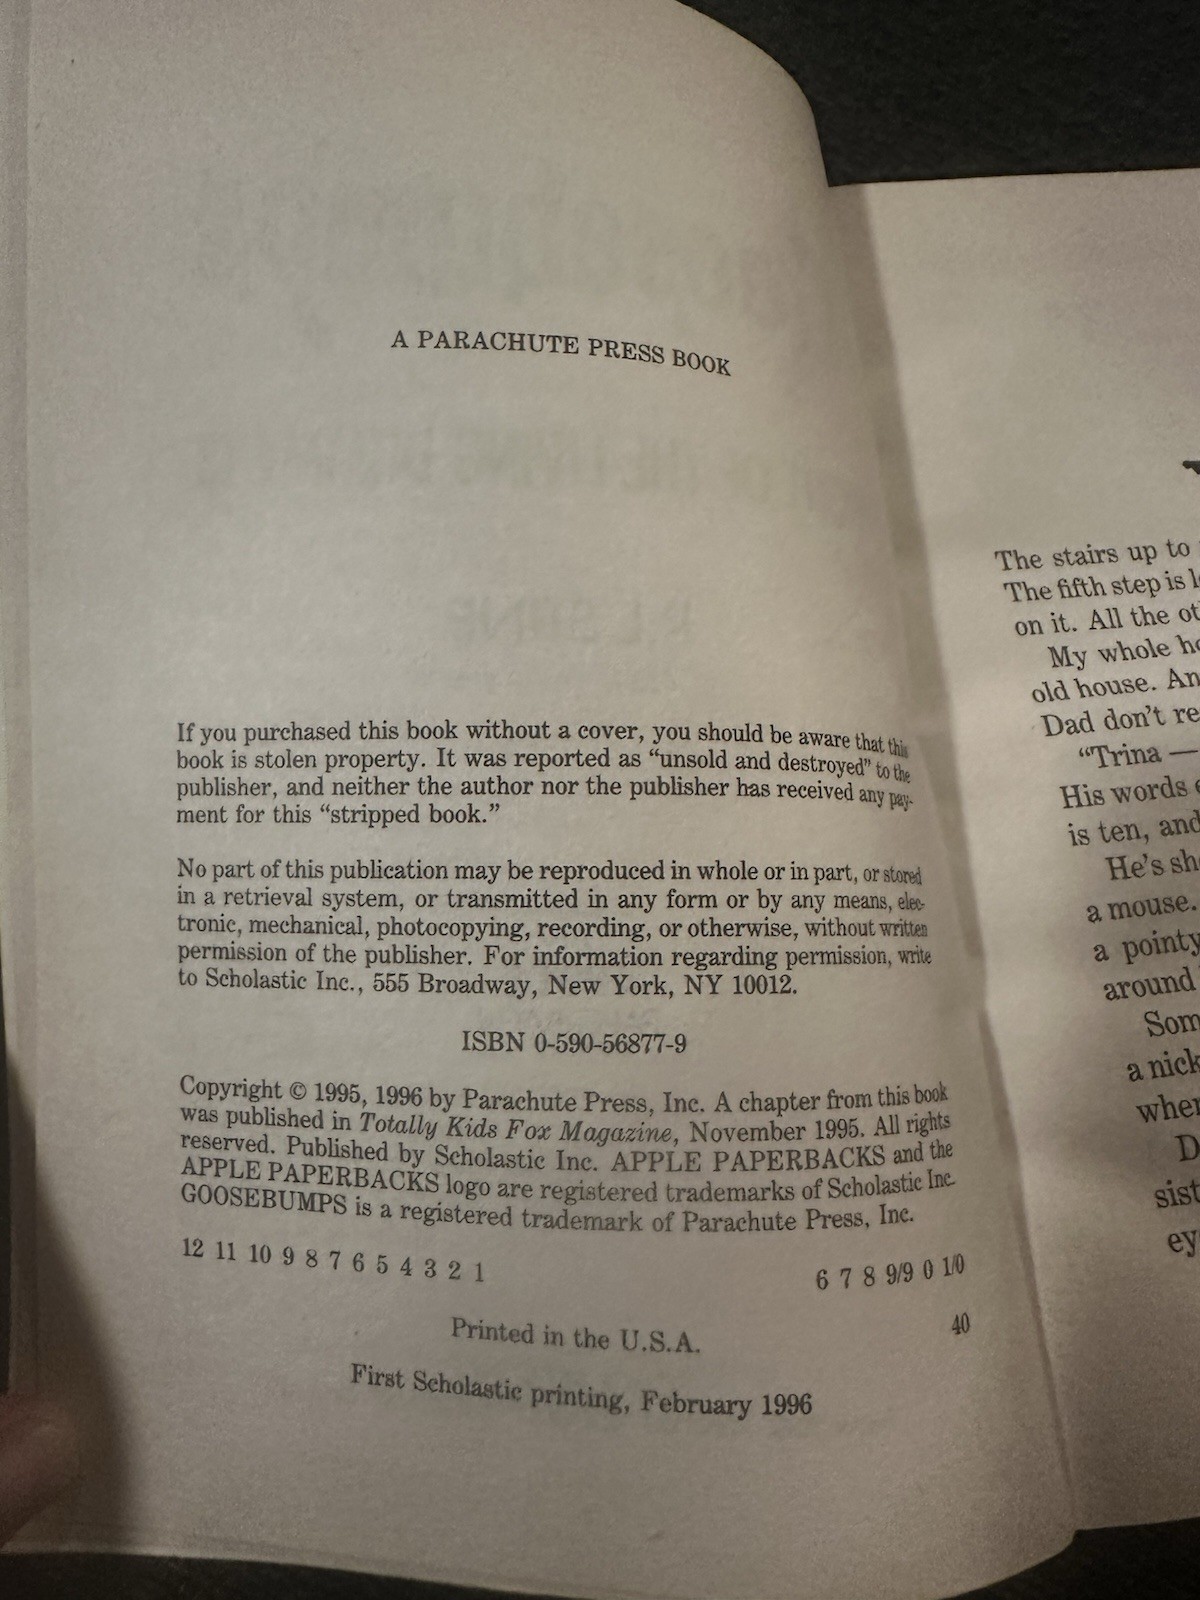 A PARACHUTE PRESS BOOK
If you purchased this book without a cover, you should be aware that this
book is stolen property. It was reported as “unsold and destroyed” to the
publisher, and neither the author nor the publisher has received any pay-
ment for this “stripped book.”
No part of this publication may be reproduced in whole or in part, or stored
in a retrieval system, or transmitted in any form or by any means, elec-
tronic, mechanical, photocopying, recording, or otherwise, without written
permission of the publisher. For information regarding permission, write
to Scholastic Inc., 555 Broadway, New York, NY 10012.
ISBN 0-590-56877-9
Copyright © 1995, 1996 by Parachute Press, Inc. A chapter from this book
was published in Totally Kids Fox Magazine, November 1995. All rights
reserved. Published by Scholastic Inc. APPLE PAPERBACKS and the
APPLE PAPERBACKS logo are registered trademarks of Scholastic Inc.
GOOSEBUMPS is a registered trademark of Parachute Press, Inc.
12 11 10 9 8 7 6 5 4 3 2 1 6 7 8 9/9 0 1/0
Printed in the U.S.A. 40
First Scholastic printing, February 1996
The stairs up to
The fifth step is
on it. All the
My whole
old house.
Dad don't
“Trina —
His words
is ten, and
He's
a mouse.
a pointy
around
a nick